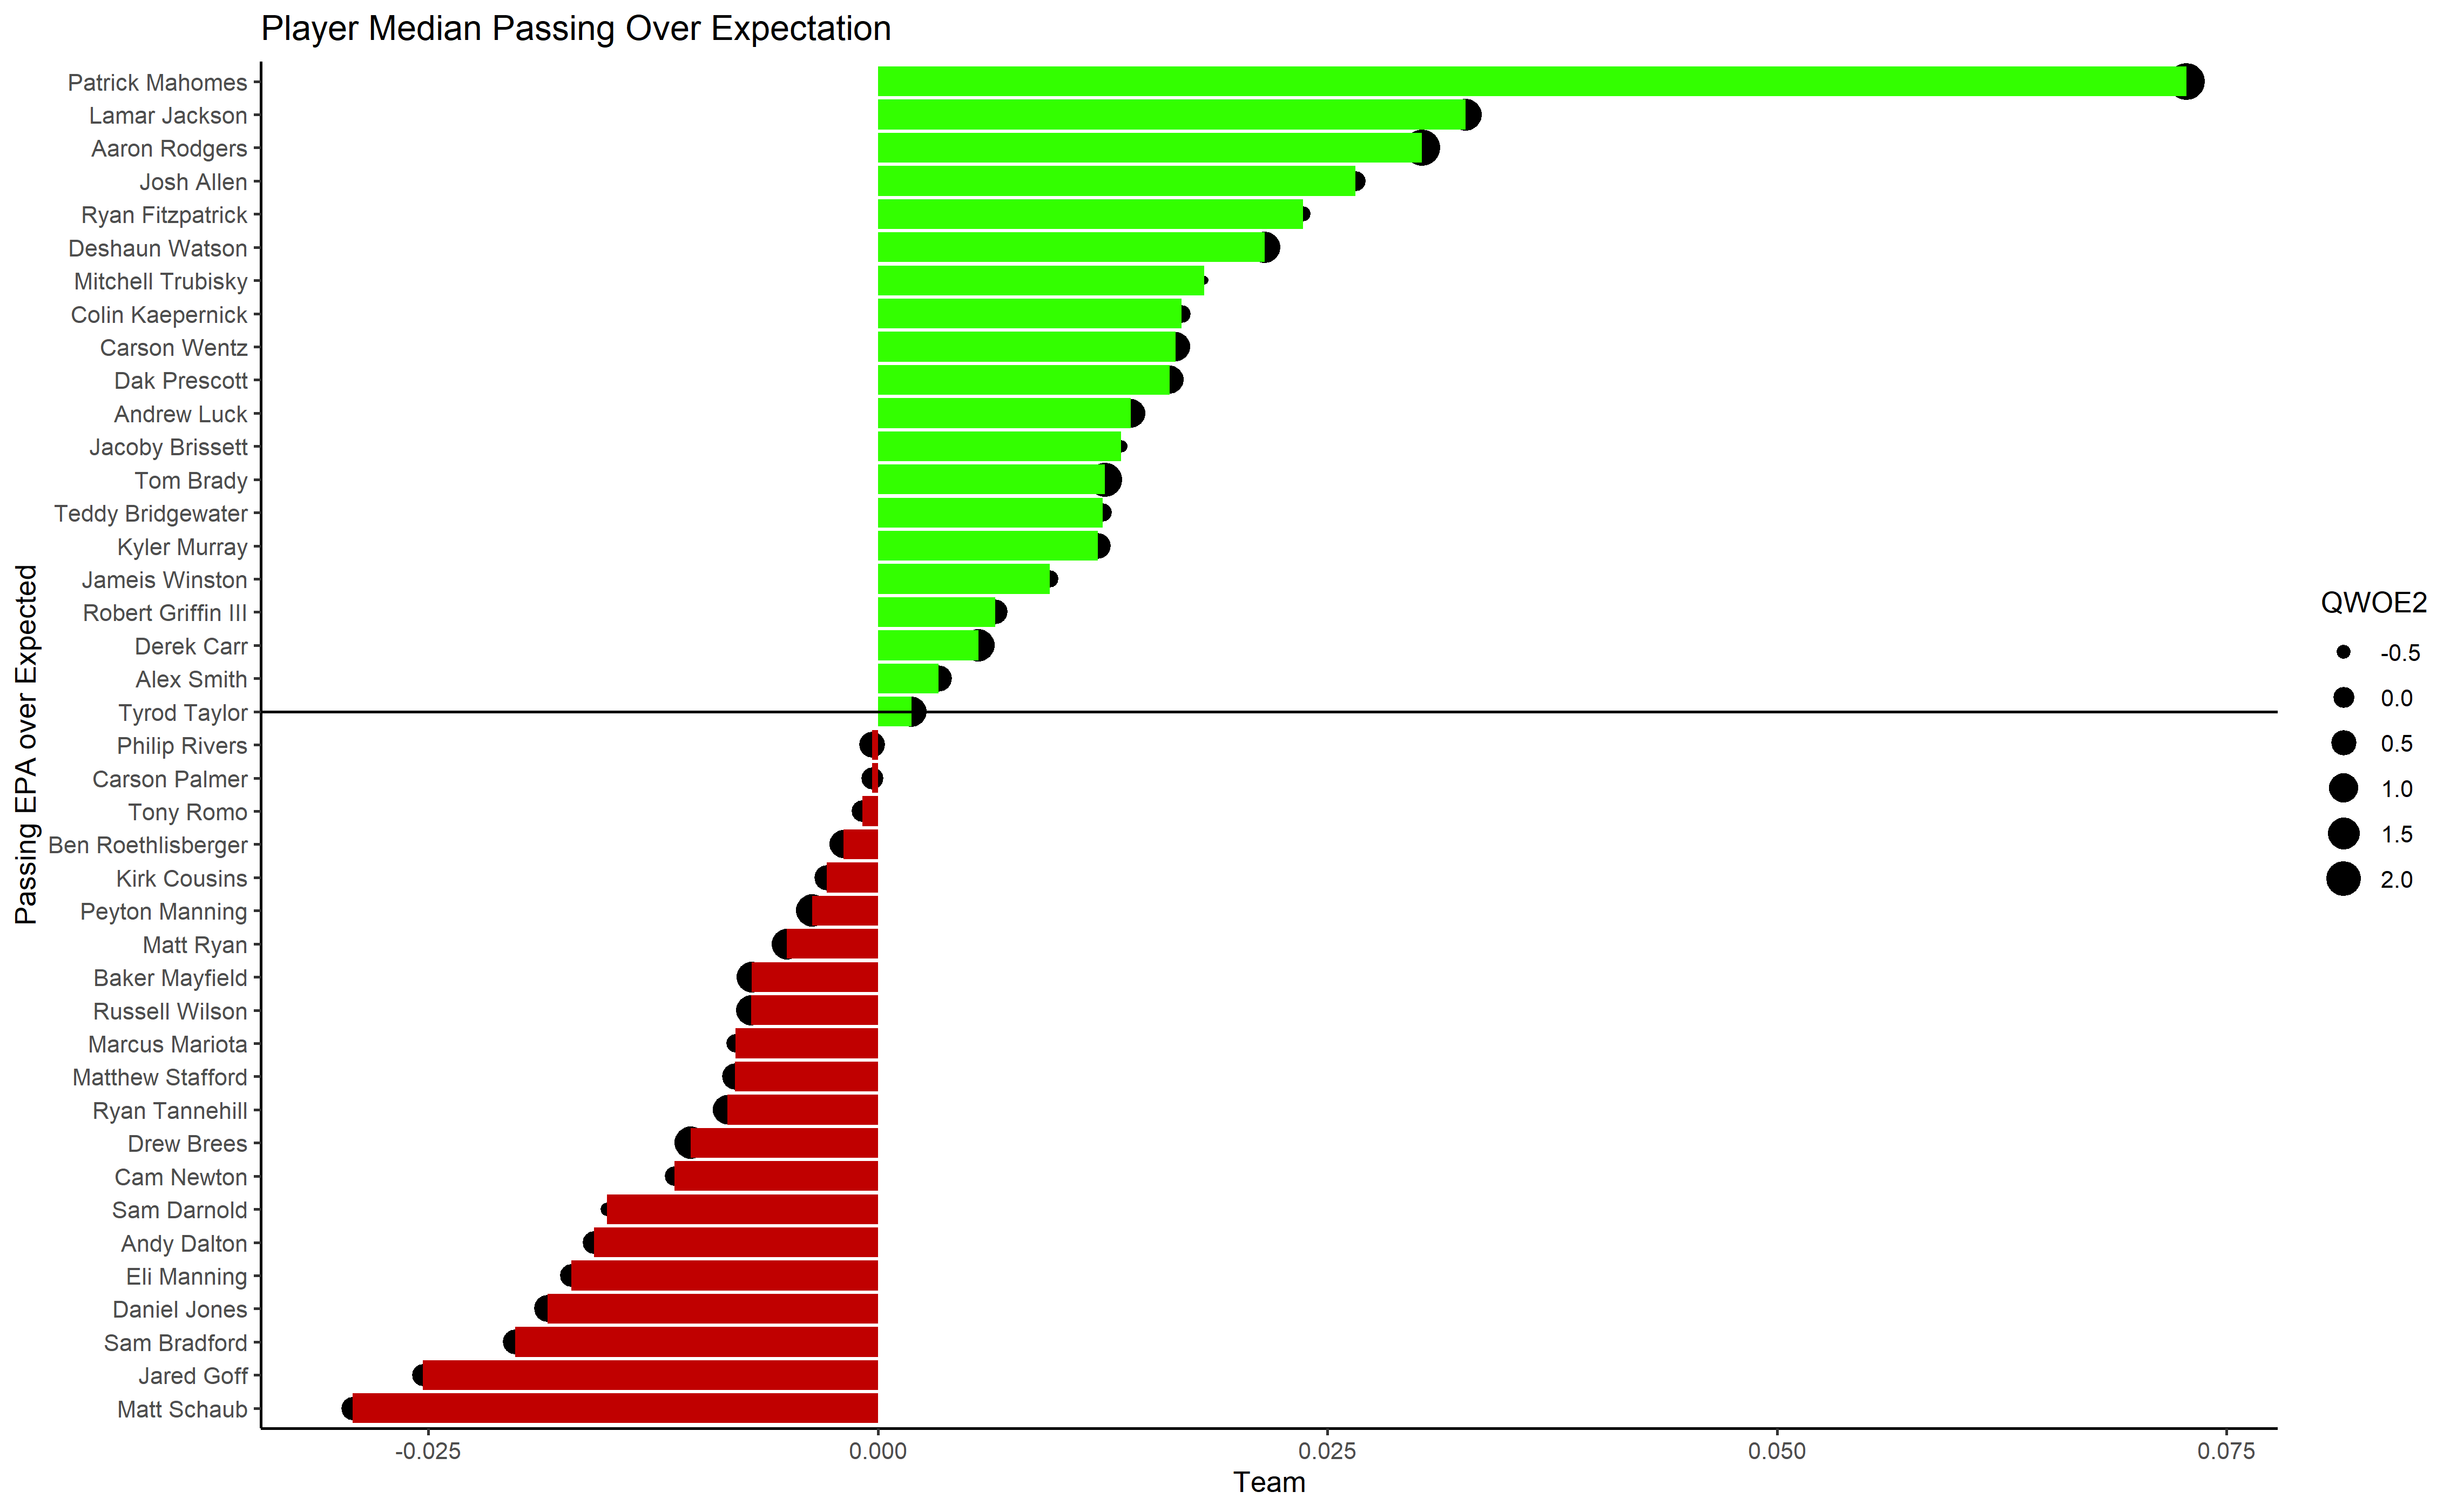 Player Median Passing Over Expectation
Patrick Mahomes
Lamar Jackson
Aaron Rodgers
Josh Allen
Ryan Fitzpatrick
Deshaun Watson
Mitchell Trubisky
Colin Kaepernick
Carson Wentz
Dak Prescott
Andrew Luck
Jacoby Brissett
Tom Brady
Teddy Bridgewater
Kyler Murray
Jameis Winston
Robert Griffin III
Derek Carr
Alex Smith
Tyrod Taylor
Philip Rivers
Carson Palmer
Tony Romo
Ben Roethlisberger
Kirk Cousins
Peyton Manning
Matt Ryan
Baker Mayfield
Russell Wilson
Marcus Mariota
Matthew Stafford
Ryan Tannehill
Drew Brees
Cam Newton
Sam Darnold
Andy Dalton
Eli Manning
Daniel Jones
Sam Bradford
Jared Goff
Matt Schaub
Passing EPA over Expected
-0.025 0.000 0.025 0.050 0.075
Team
QWOE2
-0.5
0.0
0.5
1.0
1.5
2.0